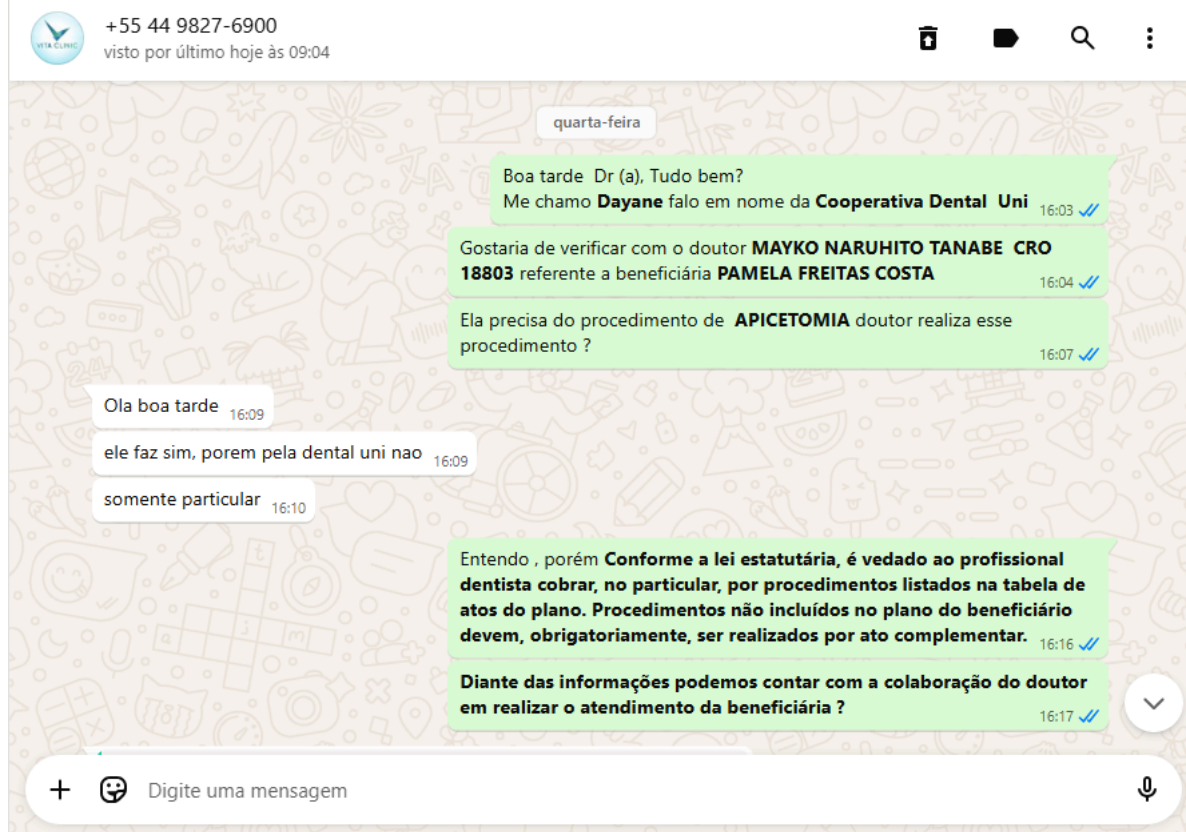 VITA CLINIC
+55 44 9827-6900
visto por último hoje às 09:04
quarta-feira
Boa tarde  Dr (a), Tudo bem?
Me chamo Dayane falo em nome da Cooperativa Dental  Uni
16:03
Gostaria de verificar com o doutor MAYKO NARUHITO TANABE  CRO
18803 referente a beneficiária PAMELA FREITAS COSTA
16:04
Ela precisa do procedimento de  APICETOMIA doutor realiza esse
procedimento ?
16:07
Ola boa tarde
16:09
ele faz sim, porem pela dental uni nao
16:09
somente particular
16:10
Entendo , porém Conforme a lei estatutária, é vedado ao profissional
dentista cobrar, no particular, por procedimentos listados na tabela de
atos do plano. Procedimentos não incluídos no plano do beneficiário
devem, obrigatoriamente, ser realizados por ato complementar.
16:16
Diante das informações podemos contar com a colaboração do doutor
em realizar o atendimento da beneficiária ?
16:17
Digite uma mensagem